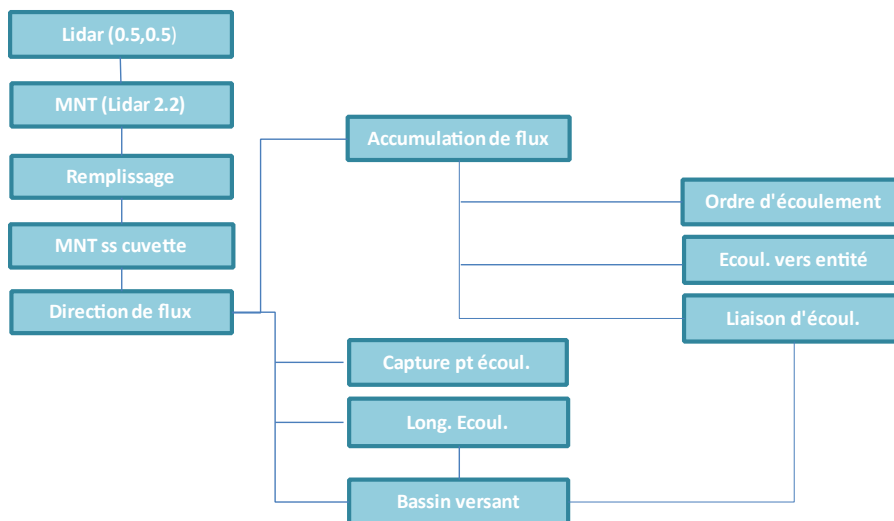 Lidar (0.5,0.5)
MNT (Lidar 2.2)
Remplissage
MNT ss cuvette
Direction de flux
Accumulation de flux
Ordre d'écoulement
Ecoul. vers entité
Liaison d'écoul.
Capture pt écoul.
Long. Ecoul.
Bassin versant